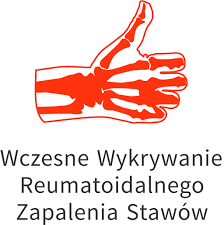 Wczesne Wykrywanie
Reumatoidalnego
Zapalenia Stawów